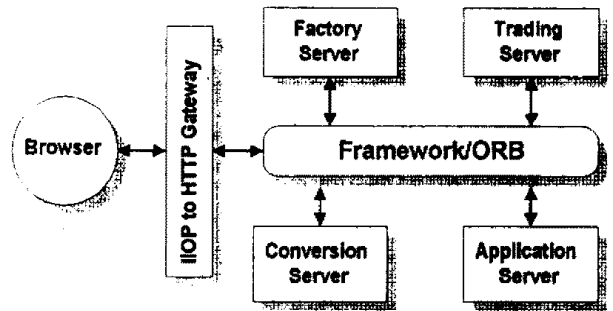 Factory
Server
Trading
Server
Browser
IIOP to HTTP Gateway
Framework/ORB
Conversion
Server
Application
Server